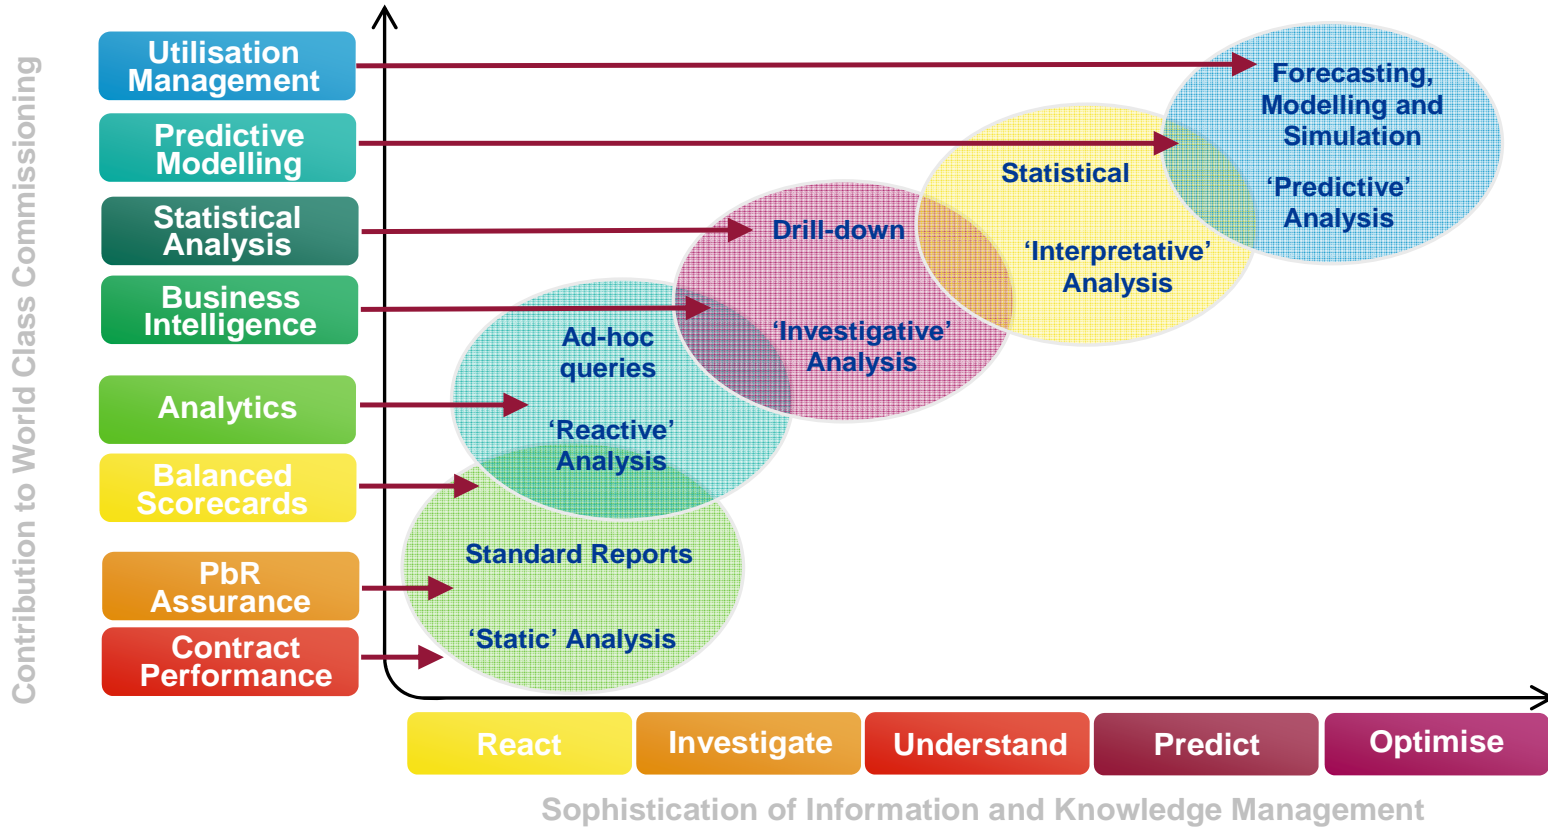 Contribution to World Class Commissioning
Utilisation
Management
Predictive
Modelling
Statistical
Analysis
Business
Intelligence
Analytics
Balanced
Scorecards
PbR
Assurance
Contract
Performance
Forecasting,
Modelling and
Simulation
‘Predictive’
Analysis
Statistical
‘Interpretative’
Analysis
Drill-down
‘Investigative’
Analysis
Ad-hoc
queries
‘Reactive’
Analysis
Standard Reports
‘Static’ Analysis
React
Investigate
Understand
Predict
Optimise
Sophistication of Information and Knowledge Management